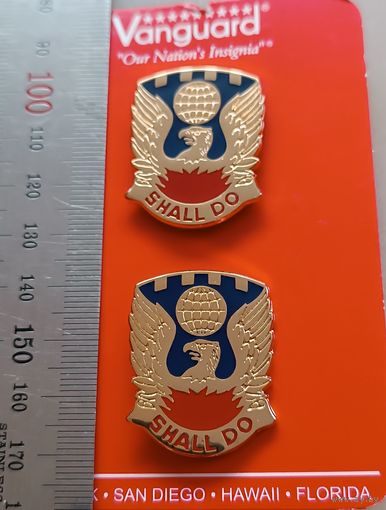 Vanguard
"Our Nation's Insignia"®
SHALL DO
SHALL DO
• SAN DIEGO • HAWAII • FLORIDA
90
100
110
120
130
140
150
160
170